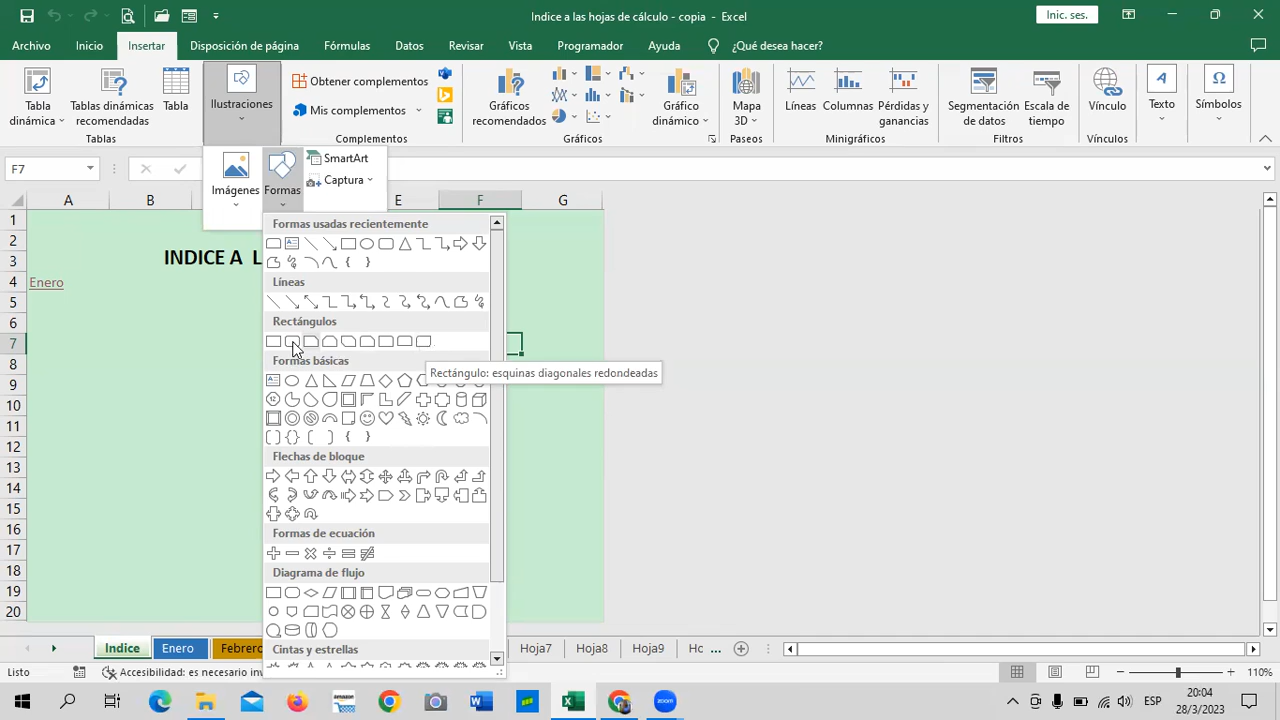 Indice a las hojas de cálculo - copia - Excel
Inic. ses.
Archivo Inicio Insertar Disposición de página Fórmulas Datos Revisar Vista Programador Ayuda ¿Qué desea hacer?
Tabla dinámica
Tablas dinámicas recomendadas
Tabla
Tablas
Ilustraciones
Obtener complementos
Mis complementos
Complementos
Gráficos recomendados
Gráfico dinámico
Gráficos
Mapa 3D
Paseos
Líneas
Columnas
Pérdidas y ganancias
Minigráficos
Segmentación de datos
Escala de tiempo
Filtros
Vínculo
Vínculos
Texto
Símbolos
F7
Imágenes
Formas
SmartArt
Captura
A B E F G
1
2
3 INDICE A L
4 Enero
5
6
7
8
9
10
11
12
13
14
15
16
17
18
19
20
Formas usadas recientemente
Líneas
Rectángulos
Formas básicas
Rectángulo: esquinas diagonales redondeadas
Flechas de bloque
Formas de ecuación
Diagrama de flujo
Cintas y estrellas
Indice Enero Febrero Hoja7 Hoja8 Hoja9 Hc ...
Listo
Accesibilidad: es necesario inv
110%
ESP
20:04
28/3/2023
amazon
zoom